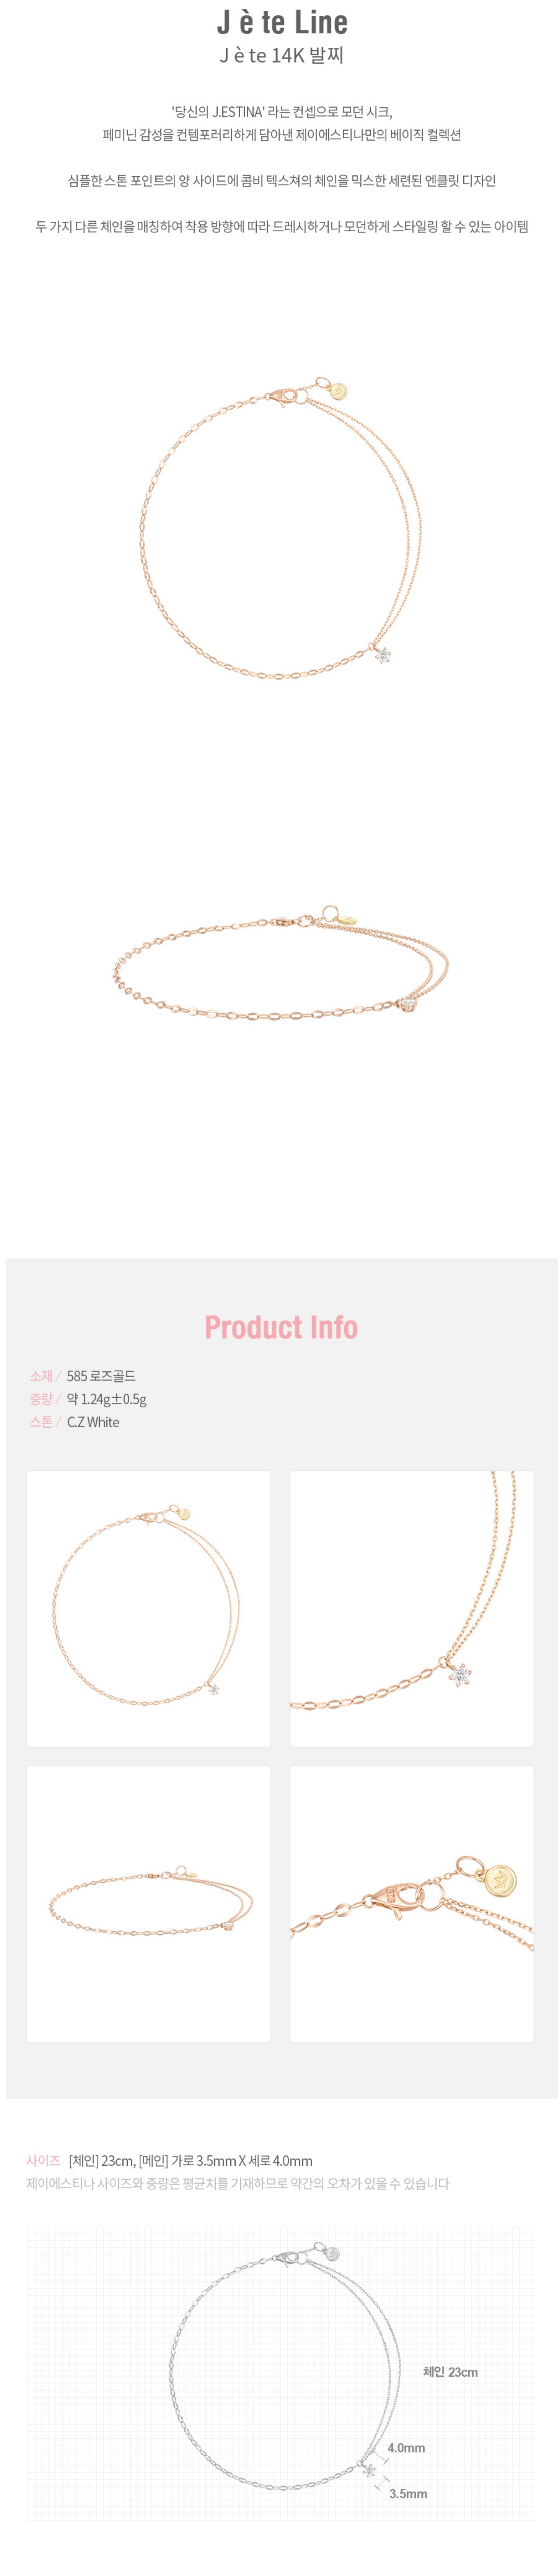 J è te Line
J è te 14K 발찌
'당신의 J.ESTINA' 라는 컨셉으로 모던 시크,
페미닌 감성을 컨템포러리하게 담아낸 제이에스티나만의 베이직 컬렉션
심플한 스톤 포인트의 양 사이드에 콤비 텍스쳐의 체인을 믹스한 세련된 엔클릿 디자인
두 가지 다른 체인을 매칭하여 착용 방향에 따라 드레시하거나 모던하게 스타일링 할 수 있는 아이템
Product Info
소재 / 585 로즈골드
중량 / 약 1.24g±0.5g
스톤 / C.Z White
585
사이즈 [체인] 23cm, [메인] 가로 3.5mm X 세로 4.0mm
제이에스티나 사이즈와 중량은 평균치를 기재하므로 약간의 오차가 있을 수 있습니다
체인 23cm
4.0mm
3.5mm